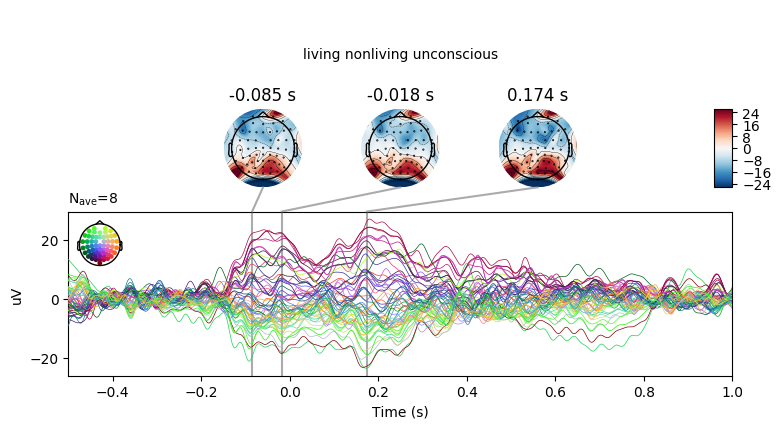 living nonliving unconscious
-0.085 s
-0.018 s
0.174 s
24
16
8
0
−8
−16
−24
Nave=8
20
0
−20
uV
−0.4
−0.2
0.0
0.2
0.4
0.6
0.8
1.0
Time (s)